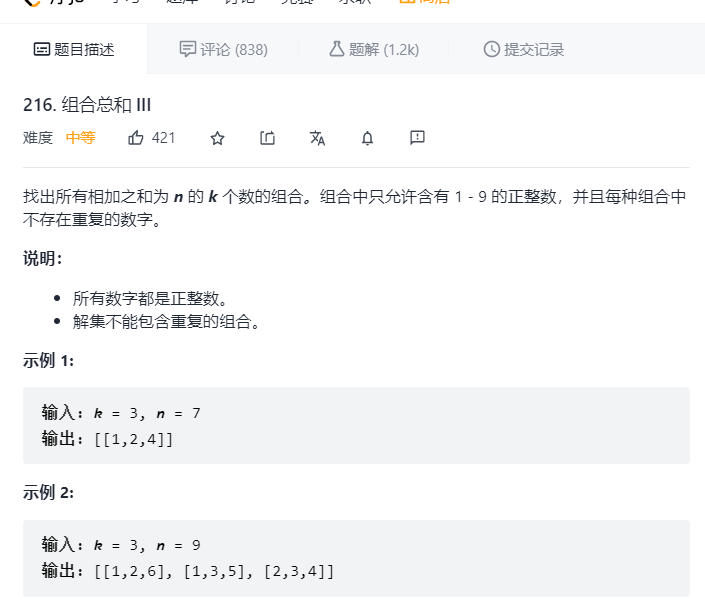 题目描述 评论 (838) 题解 (1.2k) 提交记录
216. 组合总和 III
难度 中等 421
找出所有相加之和为 n 的 k 个数的组合。组合中只允许含有 1 - 9 的正整数，并且每种组合中
不存在重复的数字。
说明：
所有数字都是正整数。
解集不能包含重复的组合。
示例 1:
输入: k = 3, n = 7
输出: [[1,2,4]]
示例 2:
输入: k = 3, n = 9
输出: [[1,2,6], [1,3,5], [2,3,4]]